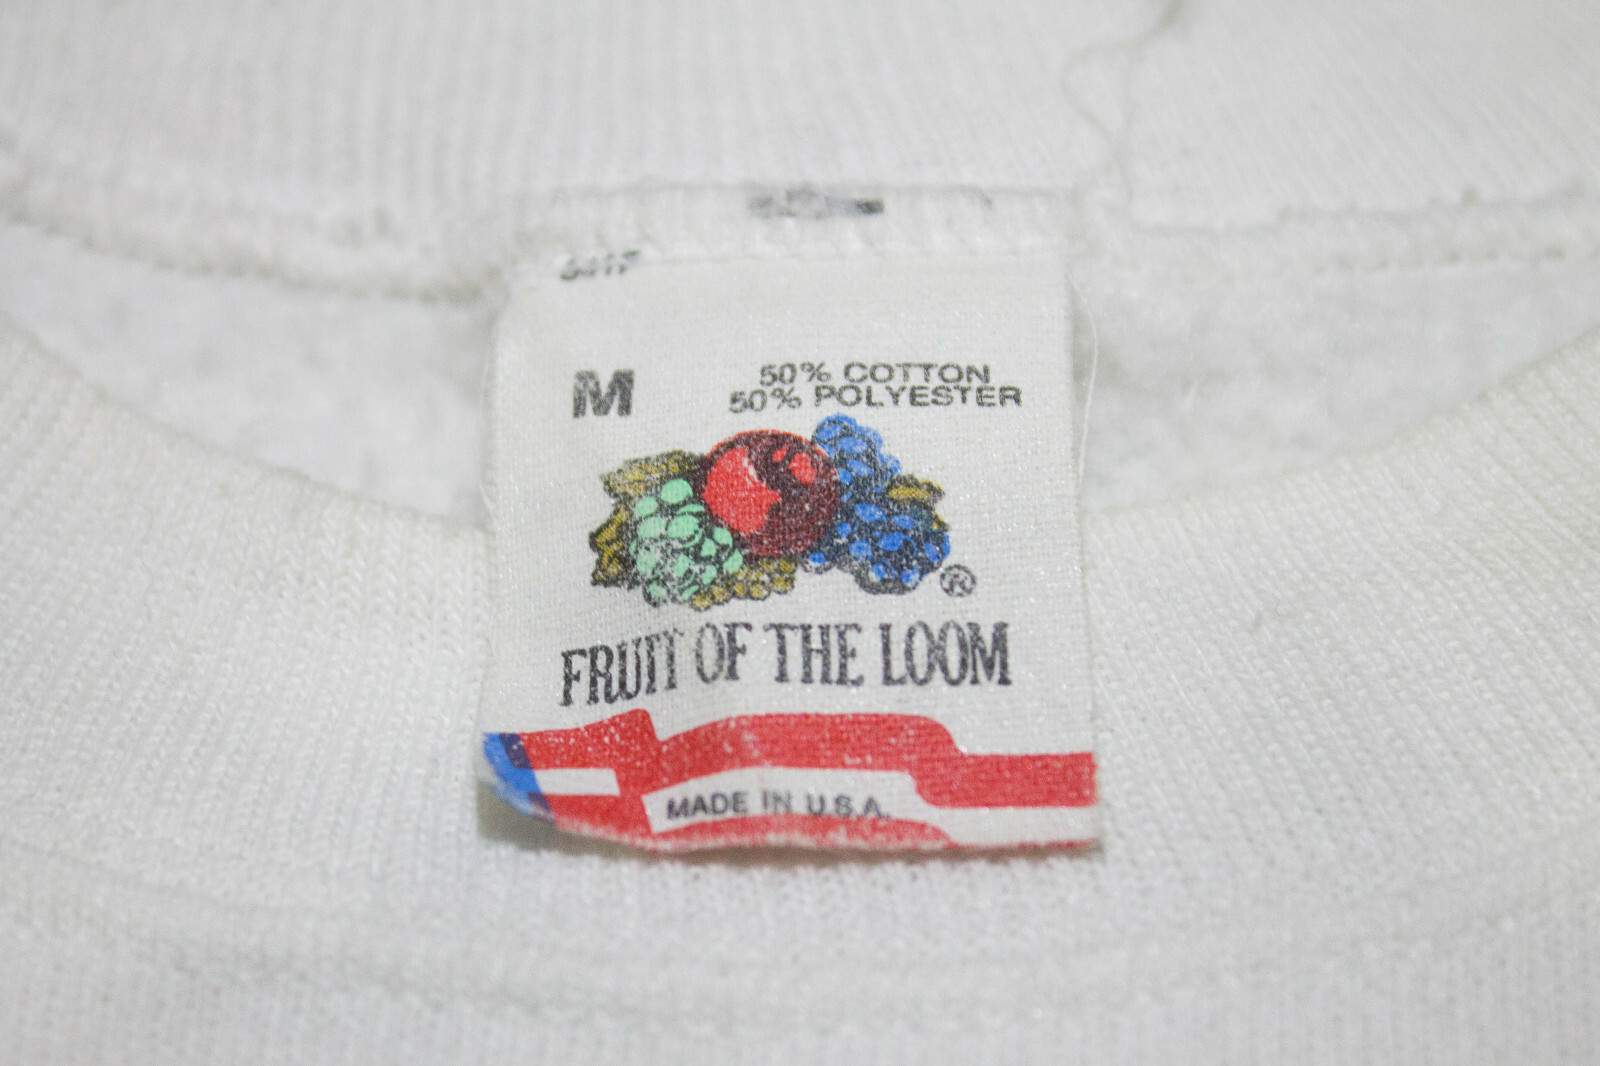 M
50% COTTON
50% POLYESTER
®
FRUIT OF THE LOOM
MADE IN U.S.A.